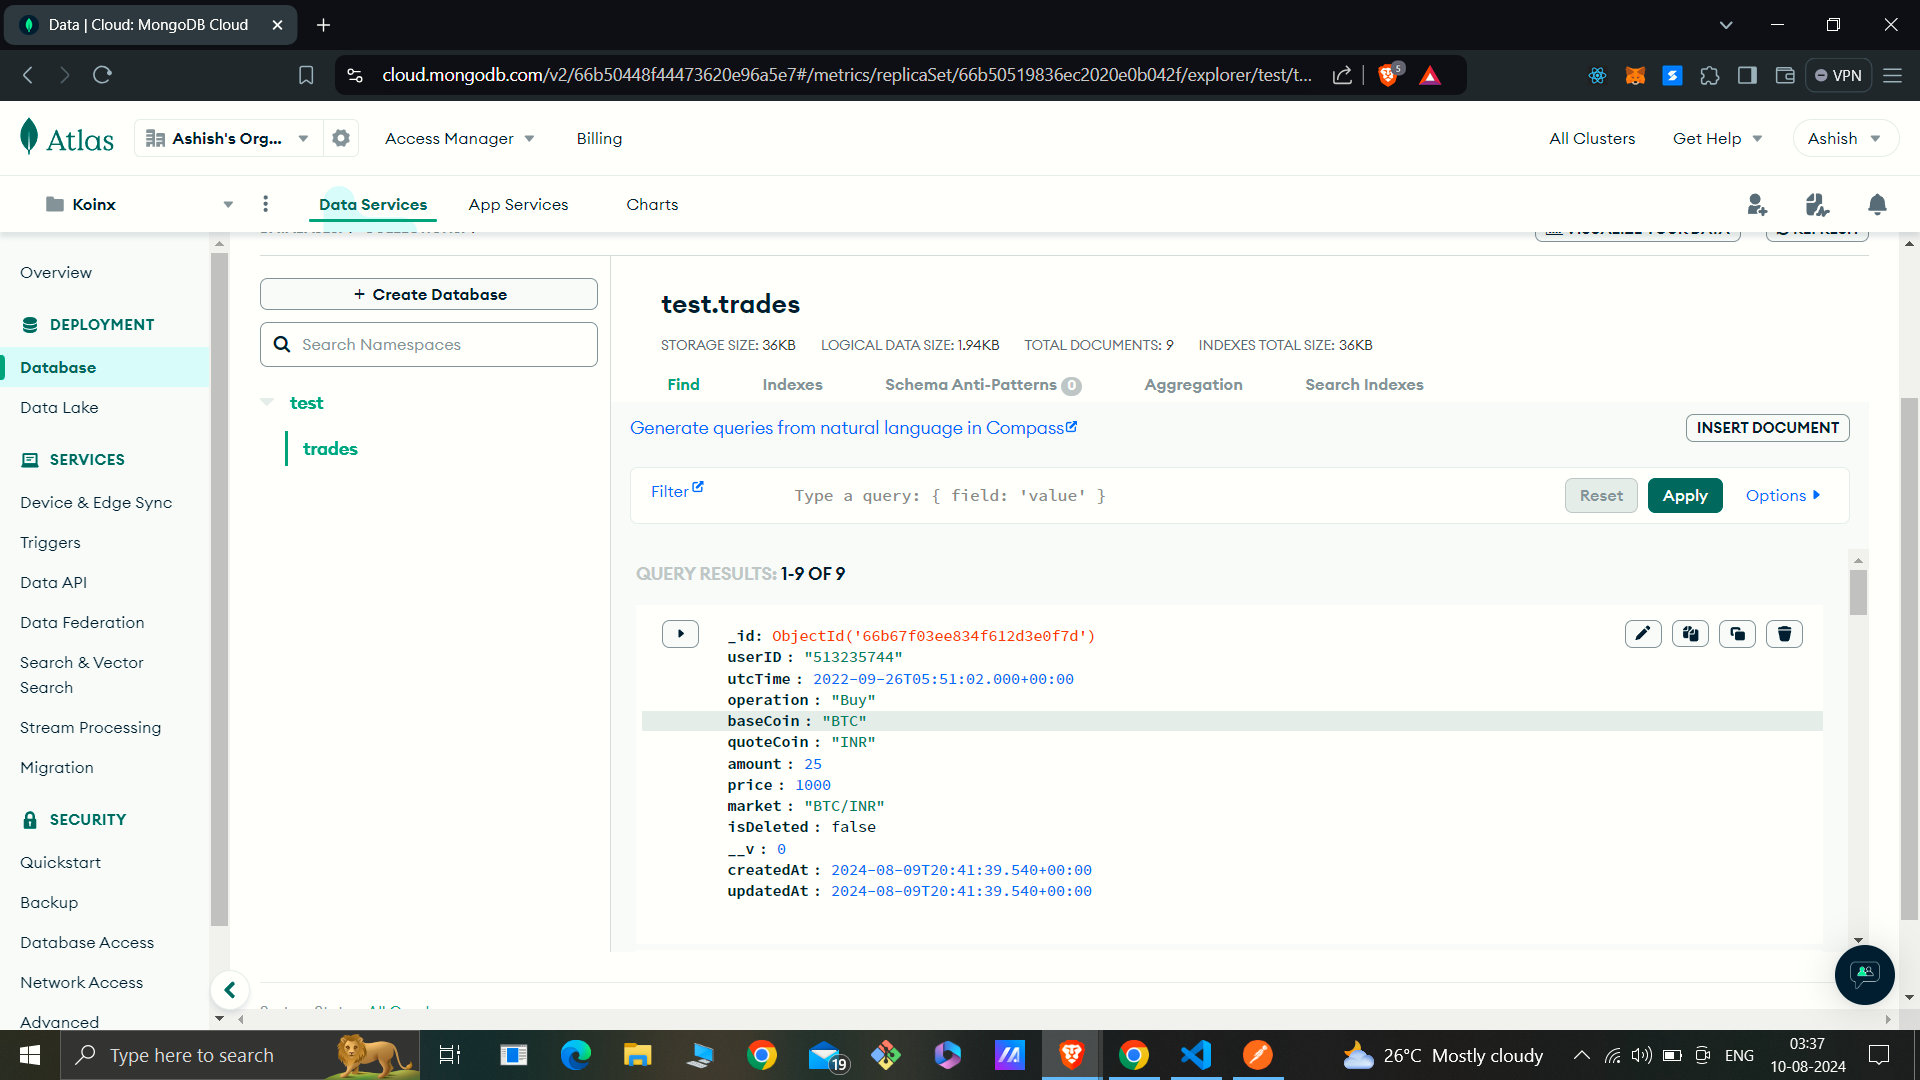 Data | Cloud: MongoDB Cloud
cloud.mongodb.com/v2/66b50448f44473620e96a5e7#/metrics/replicaSet/66b50519836ec2020e0b042f/explorer/test/t...
5
VPN
Atlas
Ashish's Org...
Access Manager
Billing
All Clusters
Get Help
Ashish
Koinx
Data Services
App Services
Charts
VISUALIZE YOUR DATA
REFRESH
Overview
DEPLOYMENT
Database
Data Lake
SERVICES
Device & Edge Sync
Triggers
Data API
Data Federation
Search & Vector
Search
Stream Processing
Migration
SECURITY
Quickstart
Backup
Database Access
Network Access
Advanced
+ Create Database
Search Namespaces
test
trades
test.trades
STORAGE SIZE: 36KB LOGICAL DATA SIZE: 1.94KB TOTAL DOCUMENTS: 9 INDEXES TOTAL SIZE: 36KB
Find Indexes Schema Anti-Patterns 0 Aggregation Search Indexes
Generate queries from natural language in Compass
INSERT DOCUMENT
Filter
Type a query: { field: 'value' }
Reset
Apply
Options
QUERY RESULTS: 1-9 OF 9
_id: ObjectId('66b67f03ee834f612d3e0f7d')
userID : "513235744"
utcTime : 2022-09-26T05:51:02.000+00:00
operation : "Buy"
baseCoin : "BTC"
quoteCoin : "INR"
amount : 25
price : 1000
market : "BTC/INR"
isDeleted : false
__v : 0
createdAt : 2024-08-09T20:41:39.540+00:00
updatedAt : 2024-08-09T20:41:39.540+00:00
Type here to search
19
26°C Mostly cloudy
ENG
03:37
10-08-2024